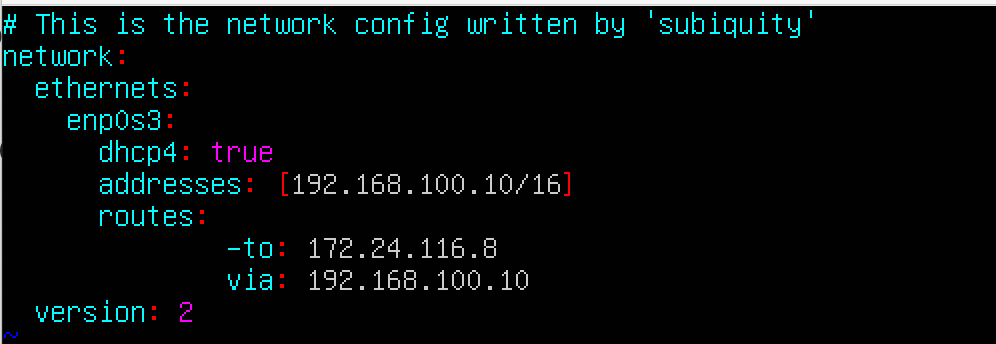 # This is the network config written by 'subiquity'
network:
  ethernets:
    enp0s3:
      dhcp4: true
      addresses: [192.168.100.10/16]
      routes:
              -to: 172.24.116.8
              via: 192.168.100.10
  version: 2
~